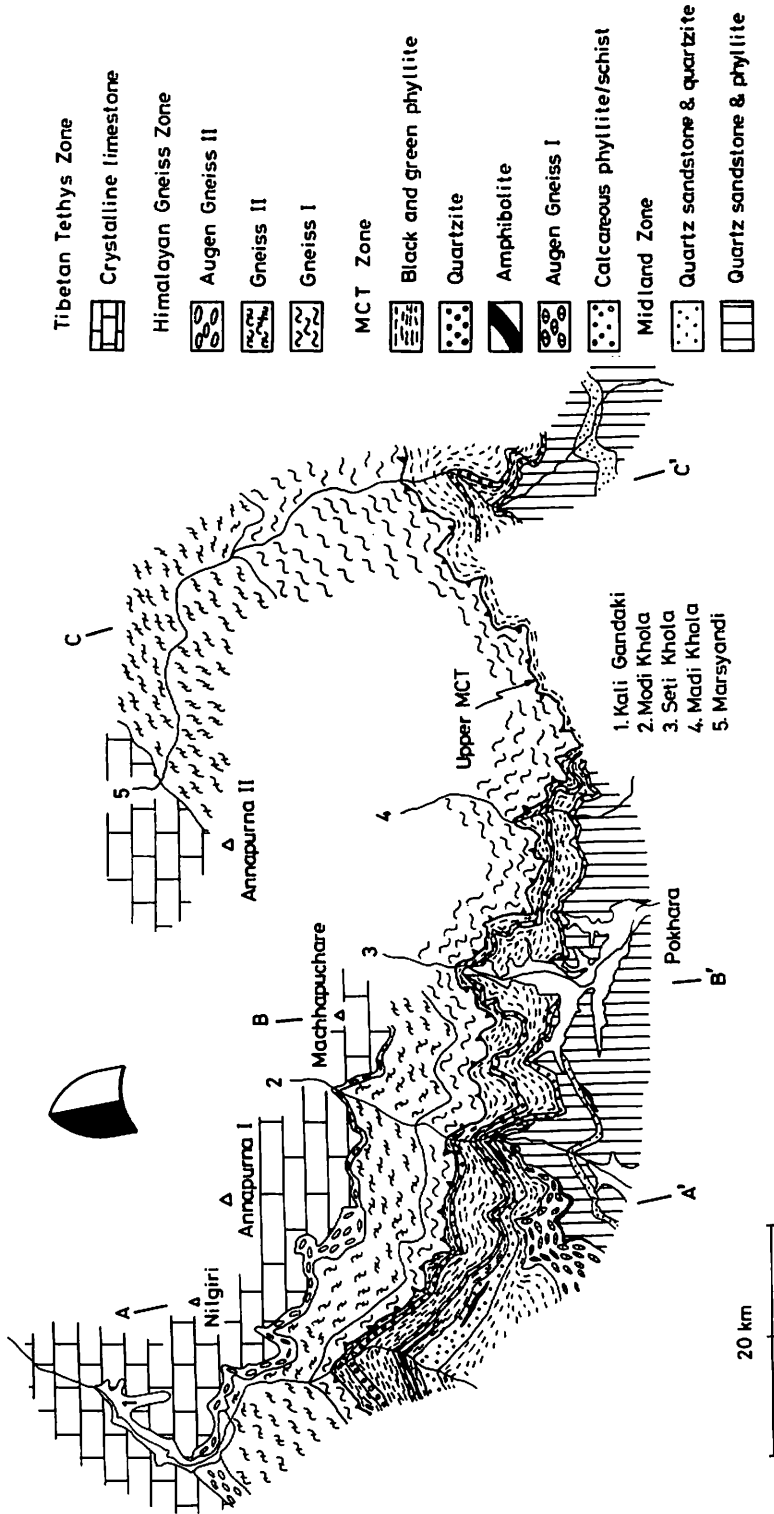 Tibetan Tethys Zone
Crystalline limestone
Himalayan Gneiss Zone
Augen Gneiss II
Gneiss II
Gneiss I
MCT Zone
Black and green phyllite
Quartzite
Amphibolite
Augen Gneiss I
Calcareous phyllite/schist
Midland Zone
Quartz sandstone & quartzite
Quartz sandstone & phyllite
A
Nilgiri
1
Annapurna I
2
B
Machhapuchare
3
Annapurna II
5
C
4
Upper MCT
A'
B'
Pokhara
C'
1. Kali Gandaki
2. Modi Khola
3. Seti Khola
4. Madi Khola
5. Marsyandi
20 km